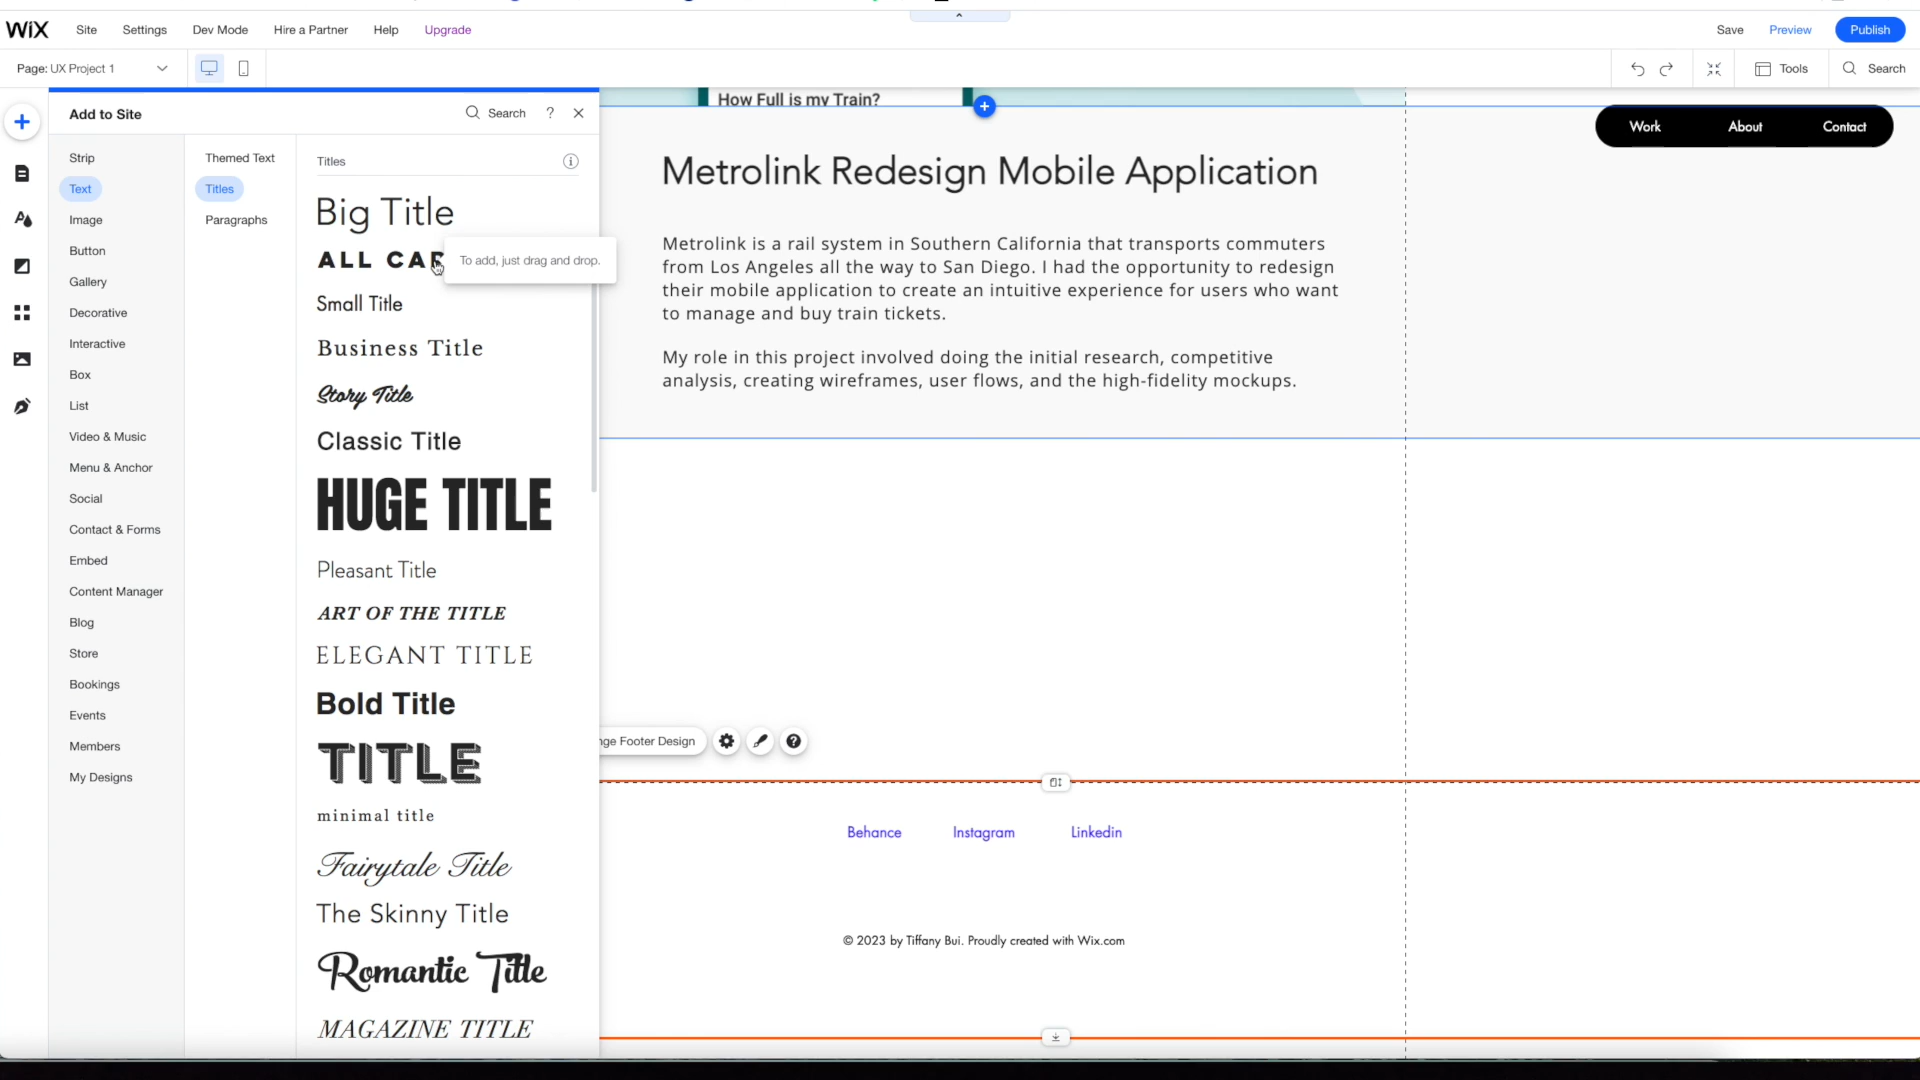 WiX
Site
Settings
Dev Mode
Hire a Partner
Help
Upgrade
Save
Preview
Publish
Page: UX Project 1
Tools
Search
Add to Site
Search
?
Strip
Text
Image
Button
Gallery
Decorative
Interactive
Box
List
Video & Music
Menu & Anchor
Social
Contact & Forms
Embed
Content Manager
Blog
Store
Bookings
Events
Members
My Designs
Themed Text
Titles
Paragraphs
Titles
Big Title
ALL
To add, just drag and drop.
Small Title
Business Title
Story Title
Classic Title
HUGE TITLE
Pleasant Title
ART OF THE TITLE
ELEGANT TITLE
Bold Title
TITLE
minimal title
Fairytale Title
The Skinny Title
Romantic Title
MAGAZINE TITLE
How Full is my Train?
Work
About
Contact
Metrolink Redesign Mobile Application
Metrolink is a rail system in Southern California that transports commuters
from Los Angeles all the way to San Diego. I had the opportunity to redesign
their mobile application to create an intuitive experience for users who want
to manage and buy train tickets.
My role in this project involved doing the initial research, competitive
analysis, creating wireframes, user flows, and the high-fidelity mockups.
Footer Design
Behance
Instagram
Linkedin
© 2023 by Tiffany Bui. Proudly created with Wix.com